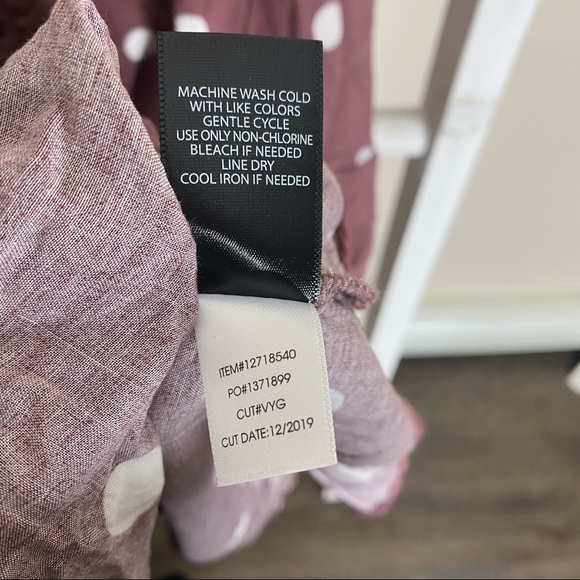 MACHINE WASH COLD
WITH LIKE COLORS
GENTLE CYCLE
USE ONLY NON-CHLORINE
BLEACH IF NEEDED
LINE DRY
COOL IRON IF NEEDED
ITEM#12718540
PO#1371899
CUT#VYG
CUT DATE:12/2019